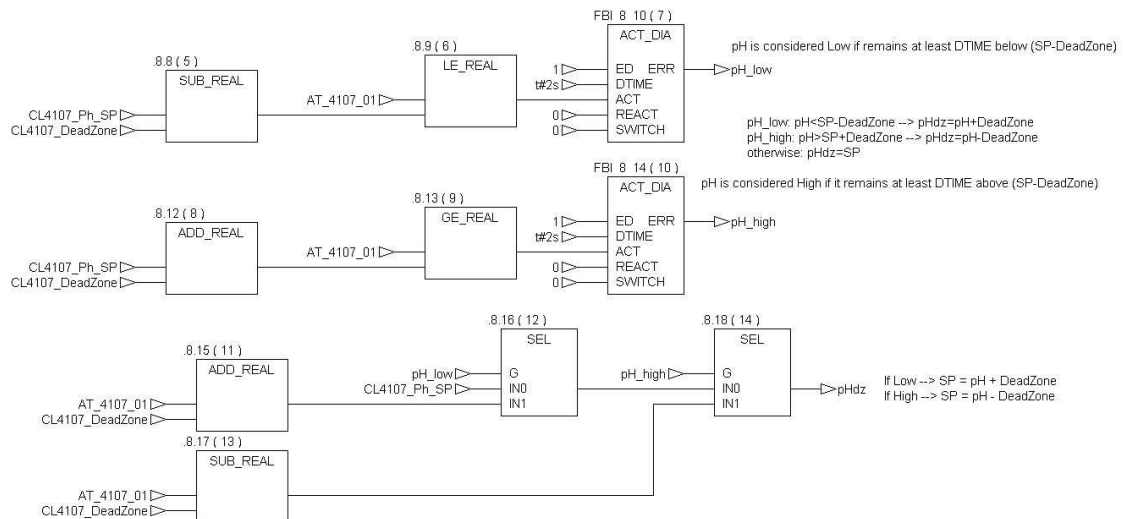 FBI_8_10 ( 7 )
ACT_DIA
pH is considered Low if remains at least DTIME below (SP-DeadZone)
.8.8 ( 5 )
SUB_REAL
.8.9 ( 6 )
LE_REAL
1 ED ERR pH_low
t#2s DTIME
AT_4107_01 ACT
CL4107_Ph_SP 0 REACT
CL4107_DeadZone 0 SWITCH
pH_low: pH<SP-DeadZone --> pHdz=pH+DeadZone
pH_high: pH>SP+DeadZone --> pHdz=pH-DeadZone
otherwise: pHdz=SP
FBI_8_14 ( 10 )
ACT_DIA
pH is considered High if it remains at least DTIME above (SP-DeadZone)
.8.12 ( 8 )
ADD_REAL
.8.13 ( 9 )
GE_REAL
1 ED ERR pH_high
t#2s DTIME
AT_4107_01 ACT
CL4107_Ph_SP 0 REACT
CL4107_DeadZone 0 SWITCH
.8.16 ( 12 )
SEL
.8.18 ( 14 )
SEL
.8.15 ( 11 )
ADD_REAL
pH_low G
CL4107_Ph_SP IN0
IN1
pH_high G
IN0
IN1
pHdz
If Low --> SP = pH + DeadZone
If High --> SP = pH - DeadZone
AT_4107_01
CL4107_DeadZone
.8.17 ( 13 )
SUB_REAL
AT_4107_01
CL4107_DeadZone